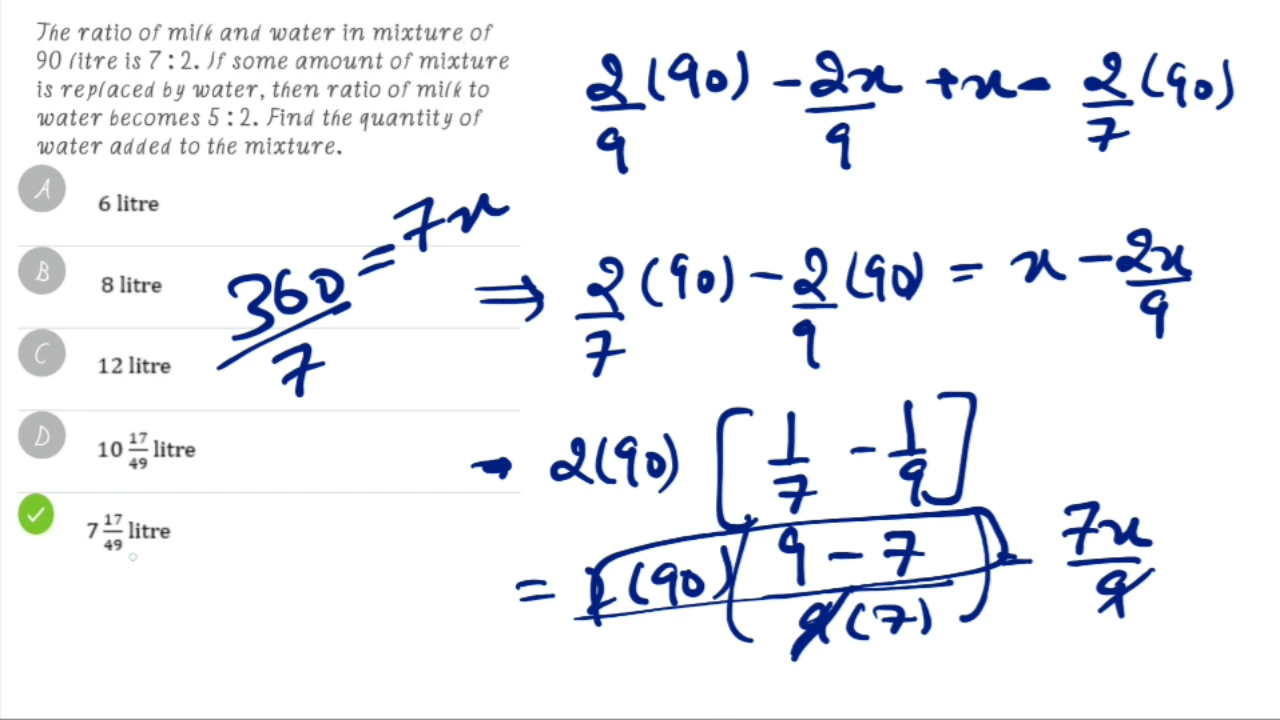 The ratio of milk and water in mixture of
90 litre is 7 : 2. If some amount of mixture
is replaced by water, then ratio of milk to
water becomes 5 : 2. Find the quantity of
water added to the mixture.
A 6 litre
B 8 litre
C 12 litre
D 10 17/49 litre
7 17/49 litre
360/7 = 7x
2/9 (90) - 2x/9 + x = 2/7 (90)
⇒ 2/7 (90) - 2/9 (90) = x - 2x/9
2(90) [1/7 - 1/9]
= 2(90) (9 - 7 / 9(7)) = 7x/9